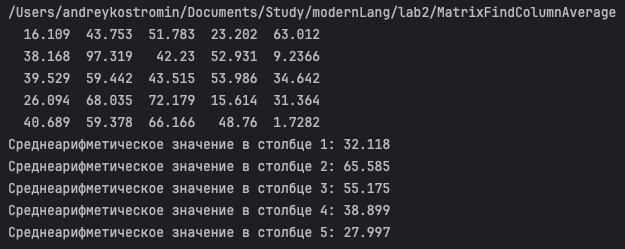 /Users/andreykostromin/Documents/Study/modernLang/lab2/MatrixFindColumnAverage
16.109 43.753 51.783 23.202 63.012
38.168 97.319 42.23 52.931 9.2366
39.529 59.442 43.515 53.986 34.642
26.094 68.035 72.179 15.614 31.364
40.689 59.378 66.166 48.76 1.7282
Среднеарифметическое значение в столбце 1: 32.118
Среднеарифметическое значение в столбце 2: 65.585
Среднеарифметическое значение в столбце 3: 55.175
Среднеарифметическое значение в столбце 4: 38.899
Среднеарифметическое значение в столбце 5: 27.997